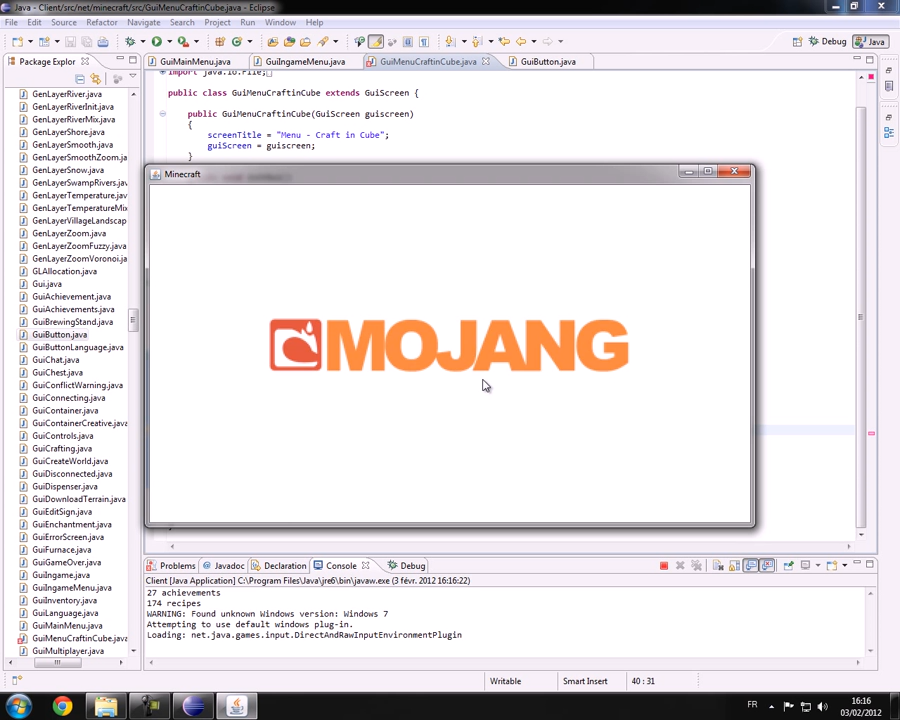 Java - Client/src/net/minecraft/src/GuiMenuCraftinCube.java - Eclipse
File Edit Source Refactor Navigate Search Project Run Window Help
Debug Java
Package Explor
GuiMainMenu.java GuiIngameMenu.java GuiMenuCraftinCube.java GuiButton.java
import java.io.File;
public class GuiMenuCraftinCube extends GuiScreen {
public GuiMenuCraftinCube(GuiScreen guiscreen)
{
screenTitle = "Menu - Craft in Cube";
guiScreen = guiscreen;
}
GenLayerRiver.java
GenLayerRiverInit.java
GenLayerRiverMix.java
GenLayerShore.java
GenLayerSmooth.java
GenLayerSmoothZoom.java
GenLayerSnow.java
GenLayerSwampRivers.java
GenLayerTemperature.java
GenLayerTemperatureMix
GenLayerVillageLandscap
GenLayerZoom.java
GenLayerZoomFuzzy.java
GenLayerZoomVoronoi.java
GLAllocation.java
Gui.java
GuiAchievement.java
GuiAchievements.java
GuiBrewingStand.java
GuiButton.java
GuiButtonLanguage.java
GuiChat.java
GuiChest.java
GuiConflictWarning.java
GuiConnecting.java
GuiContainer.java
GuiContainerCreative.java
GuiControls.java
GuiCrafting.java
GuiCreateWorld.java
GuiDisconnected.java
GuiDispenser.java
GuiDownloadTerrain.java
GuiEditSign.java
GuiEnchantment.java
GuiErrorScreen.java
GuiFurnace.java
GuiGameOver.java
GuiIngame.java
GuiIngameMenu.java
GuiInventory.java
GuiLanguage.java
GuiMainMenu.java
GuiMenuCraftinCube.java
GuiMultiplayer.java
Minecraft
MOJANG
Problems Javadoc Declaration Console Debug
Client [Java Application] C:\Program Files\Java\jre6\bin\javaw.exe (3 févr. 2012 16:16:22)
27 achievements
174 recipes
WARNING: Found unknown Windows version: Windows 7
Attempting to use default windows plug-in.
Loading: net.java.games.input.DirectAndRawInputEnvironmentPlugin
Writable Smart Insert 40 : 31
FR 16:16
03/02/2012